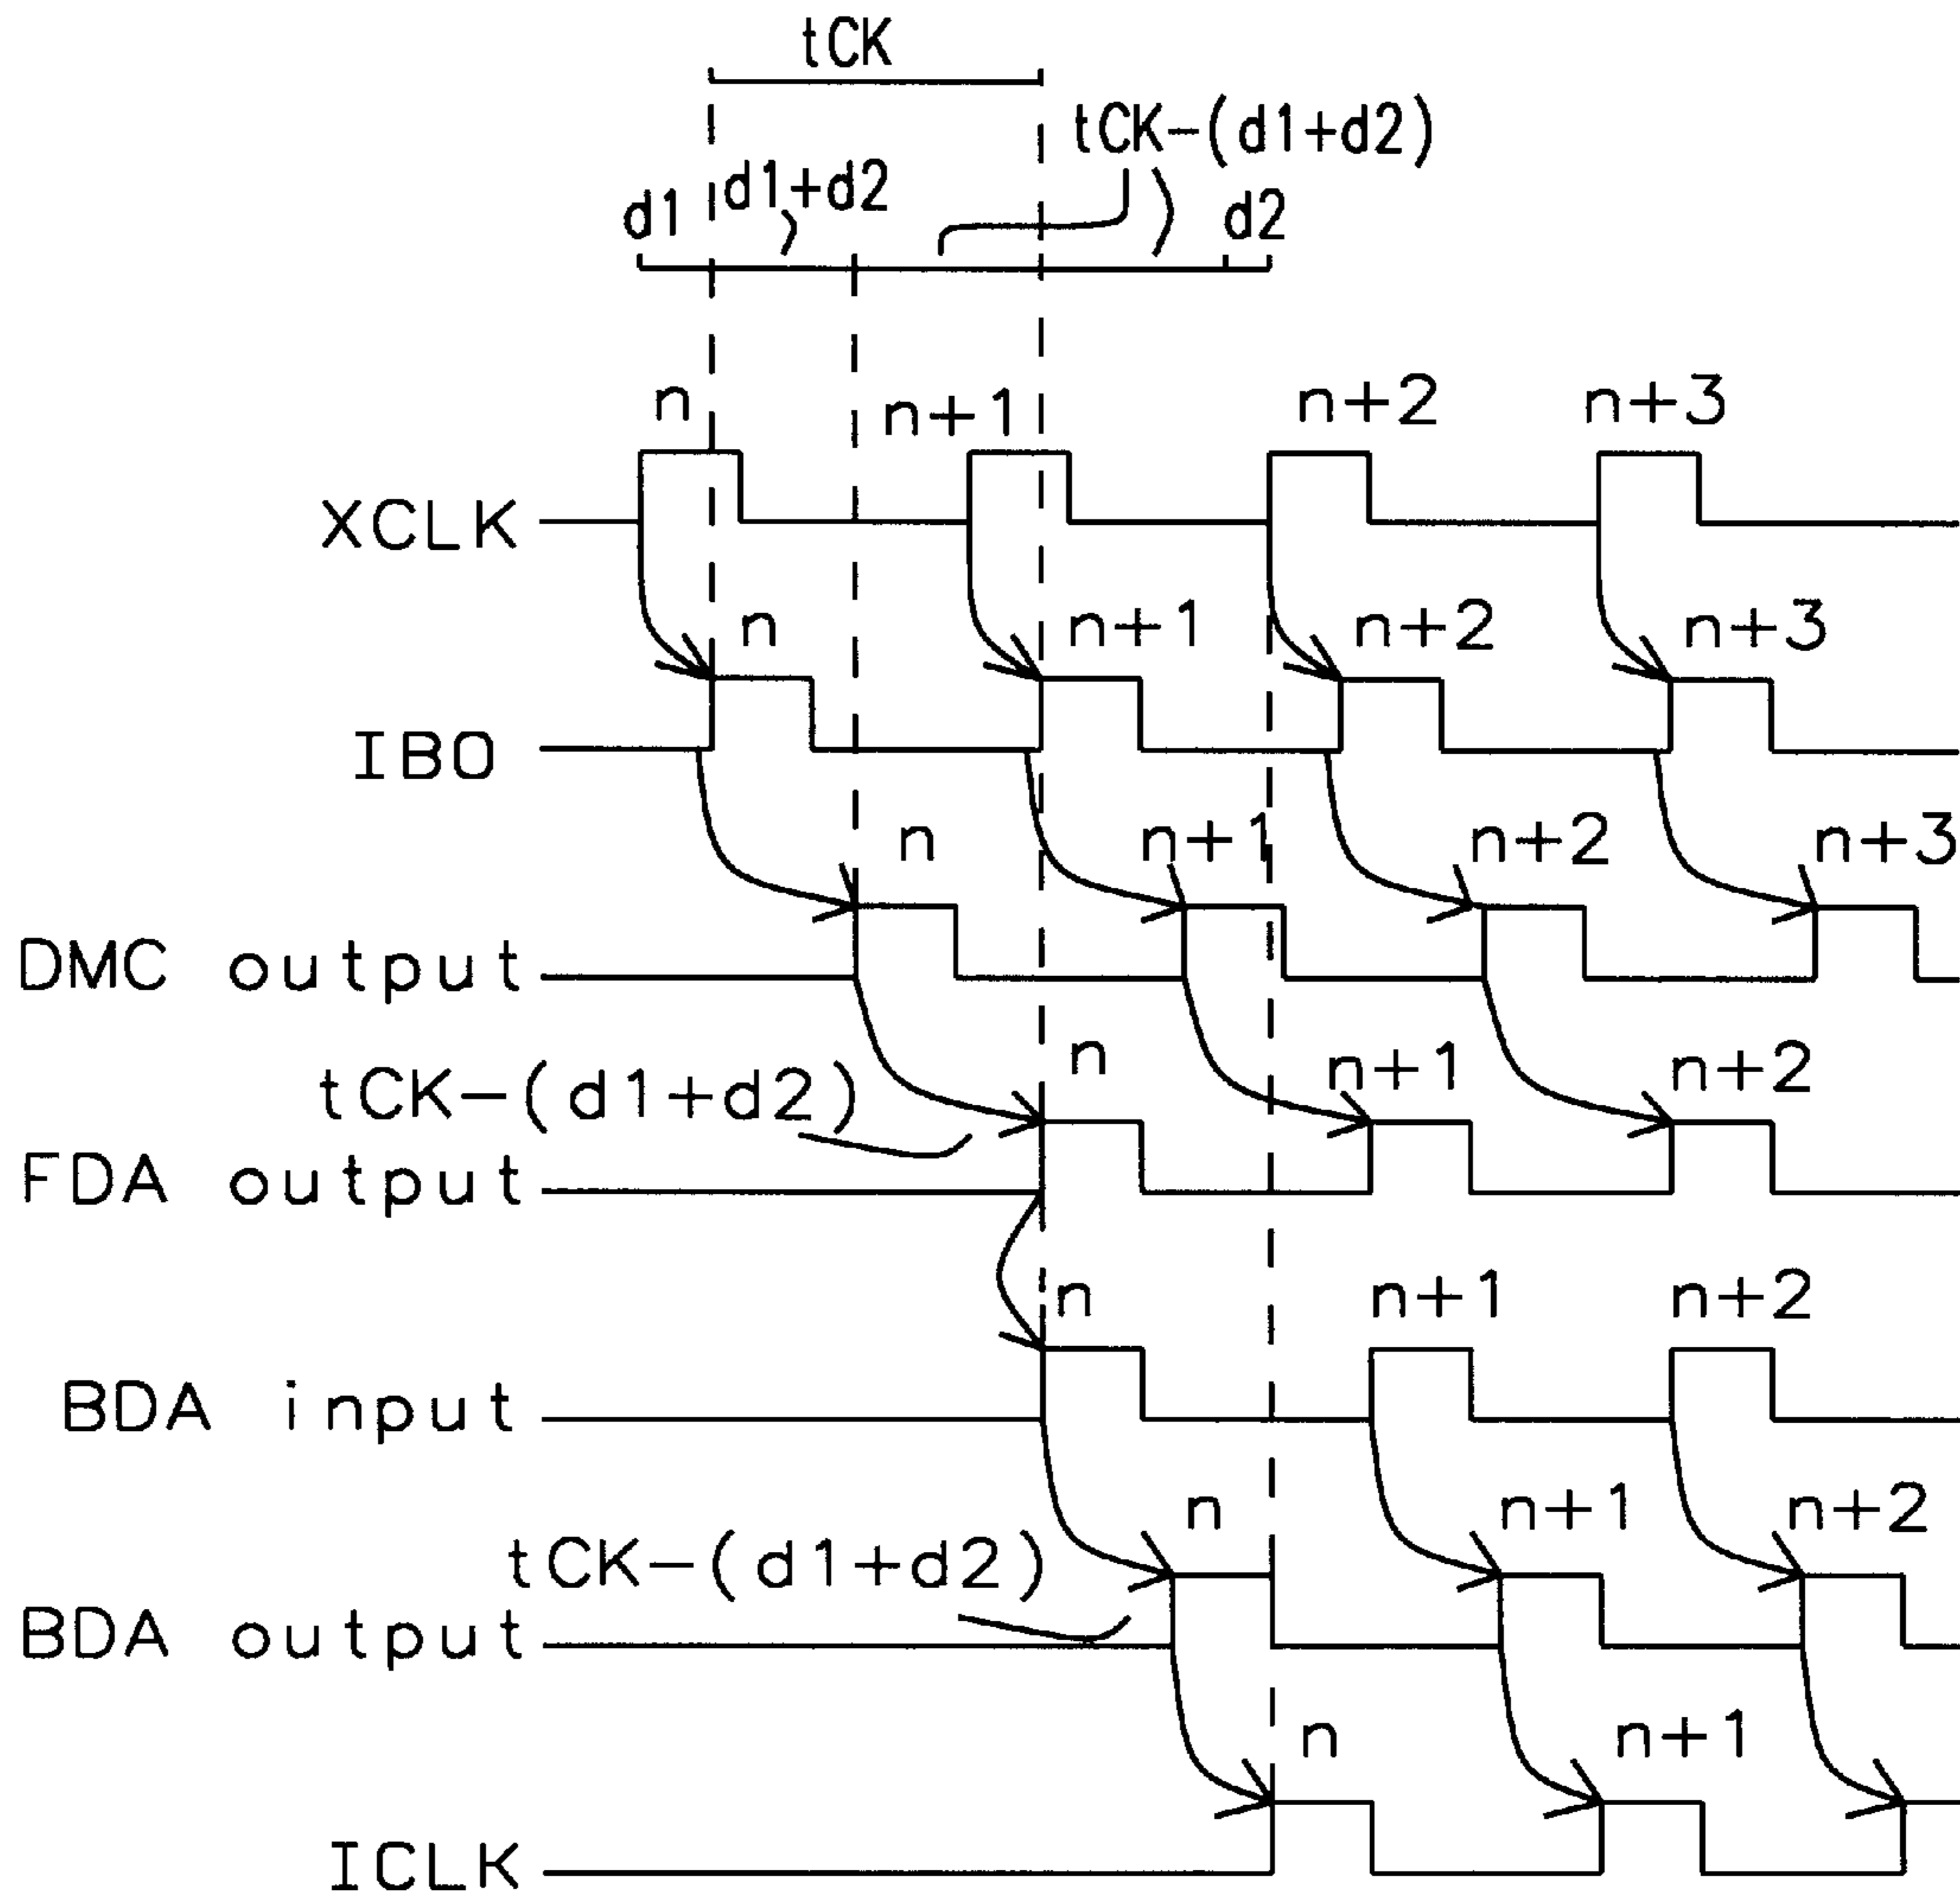 tCK
tCK-(d1+d2)
d1 d1+d2 d2
n n+1 n+2 n+3
XCLK
n n+1 n+2 n+3
IBO
n n+1 n+2 n+3
DMC output
n n+1 n+2
tCK-(d1+d2)
FDA output
n n+1 n+2
BDA input
n n+1 n+2
tCK-(d1+d2)
BDA output
n n+1
ICLK